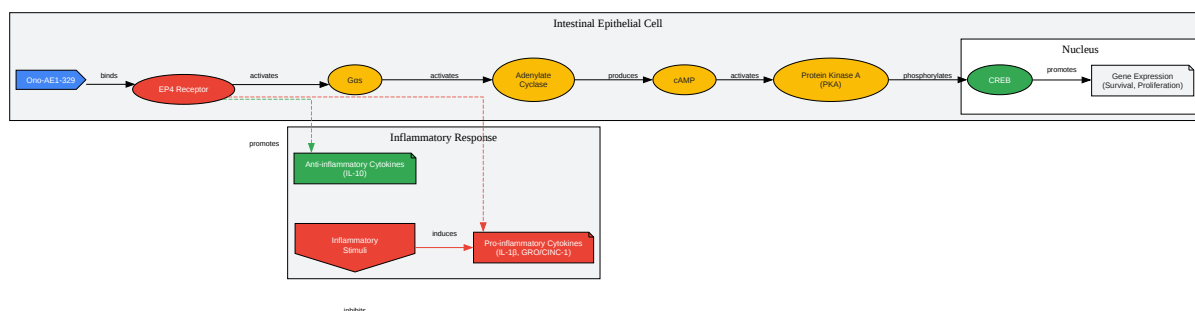 Intestinal Epithelial Cell
Nucleus
Ono-AE1-329
binds
EP4 Receptor
activates
Gαs
activates
Adenylate
Cyclase
produces
cAMP
activates
Protein Kinase A
(PKA)
phosphorylates
CREB
promotes
Gene Expression
(Survival, Proliferation)
Inflammatory Response
promotes
Anti-inflammatory Cytokines
(IL-10)
Inflammatory
Stimuli
induces
Pro-inflammatory Cytokines
(IL-1β, GRO/CINC-1)
inhibits